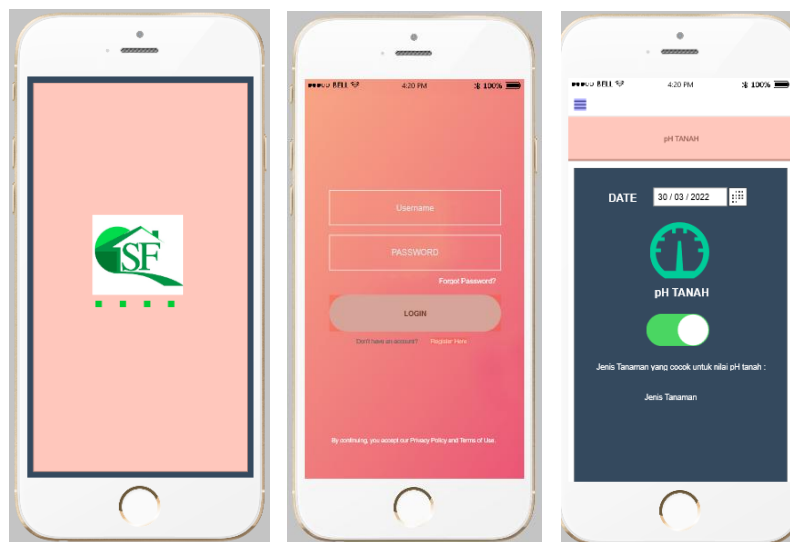 SF
BELL 4:20 PM 100%
Username
PASSWORD
Forgot Password?
LOGIN
Don't have an account? Register Here
By continuing, you accept our Privacy Policy and Terms of Use.
BELL 4:20 PM 100%
pH TANAH
DATE 30 / 03 / 2022
pH TANAH
Jenis Tanaman yang cocok untuk nilai pH tanah :
Jenis Tanaman